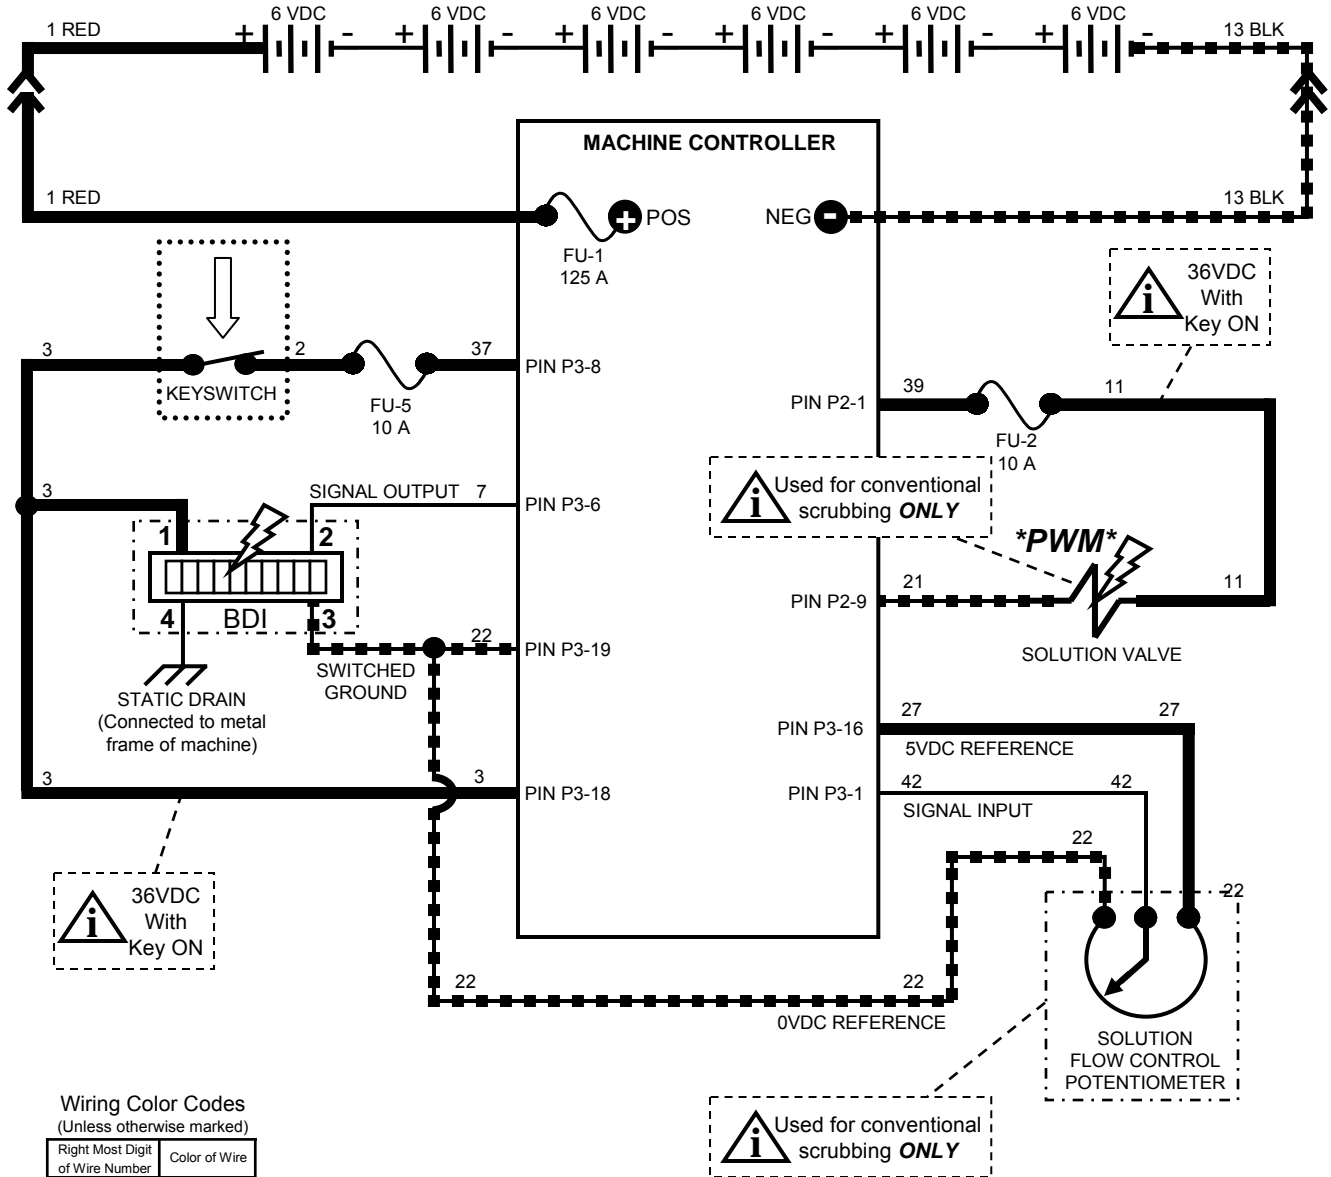 6 VDC 6 VDC 6 VDC 6 VDC 6 VDC 6 VDC
1 RED + - + - + - + - + - + - 13 BLK
MACHINE CONTROLLER
1 RED + POS NEG - 13 BLK
FU-1
125 A
i 36VDC
With
Key ON
3 2 37 PIN P3-8
KEYSWITCH
FU-5
10 A
PIN P2-1 39 11
FU-2
10 A
i Used for conventional
scrubbing ONLY
3 SIGNAL OUTPUT 7 PIN P3-6
1 2
*PWM*
PIN P2-9 21 11
4 BDI 3
22 PIN P3-19
SOLUTION VALVE
SWITCHED
GROUND
STATIC DRAIN
(Connected to metal
frame of machine)
PIN P3-16 27 27
5VDC REFERENCE
3 3 PIN P3-18
PIN P3-1 42 42
SIGNAL INPUT
22
22
i 36VDC
With
Key ON
22 22
0VDC REFERENCE
SOLUTION
FLOW CONTROL
POTENTIOMETER
Wiring Color Codes
(Unless otherwise marked)
Right Most Digit
of Wire Number
Color of Wire
i Used for conventional
scrubbing ONLY